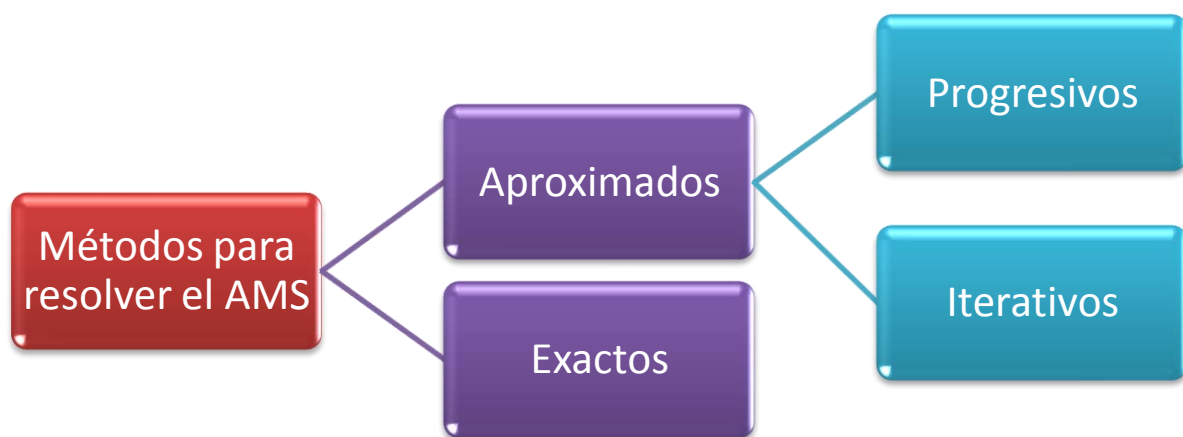 Métodos para
resolver el AMS
Aproximados
Exactos
Progresivos
Iterativos